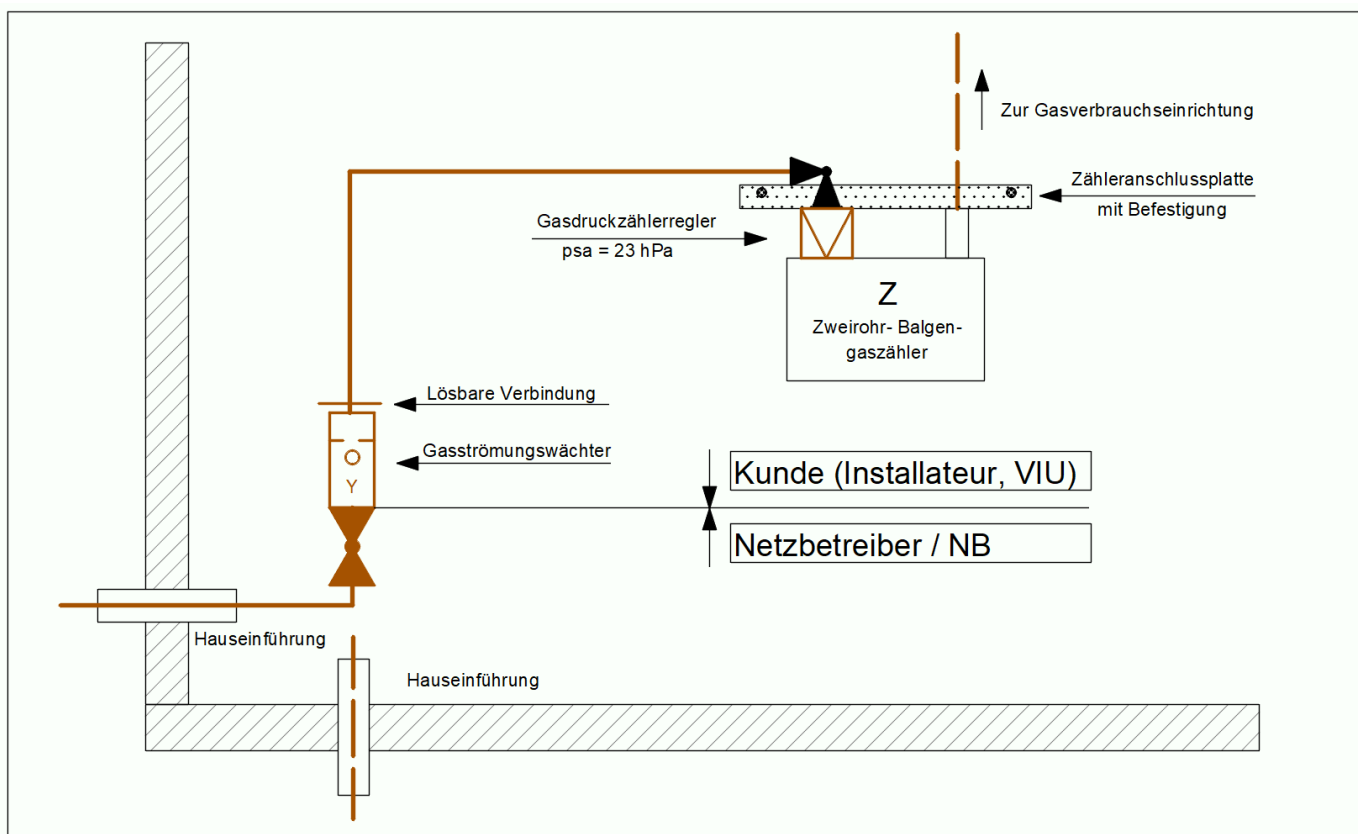 Zur Gasverbrauchseinrichtung
Zähleranschlussplatte
mit Befestigung
Gasdruckzählerregler
psa = 23 hPa
Z
Zweirohr- Balgen-
gaszähler
Lösbare Verbindung
Gasströmungswächter
Y
Kunde (Installateur, VIU)
Netzbetreiber / NB
Hauseinführung
Hauseinführung